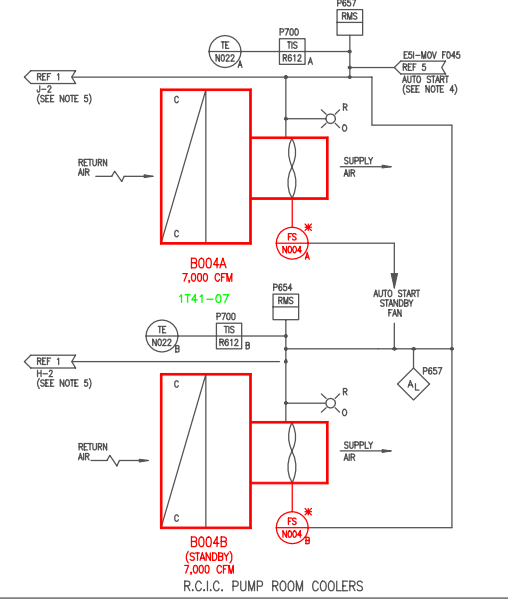 P657
RMS
P700
TE
N022
A
TIS
R612
A
E51-MOV F045
REF 5
AUTO START
(SEE NOTE 4)
REF 1
J-2
(SEE NOTE 5)
C
R
O
RETURN
AIR
SUPPLY
AIR
C
FS
N004
A
*
B004A
7,000 CFM
1T41-07
AUTO START
STANDBY
FAN
P654
RMS
P700
TE
N022
B
TIS
R612
B
REF 1
H-2
(SEE NOTE 5)
P657
AL
C
R
O
RETURN
AIR
SUPPLY
AIR
C
FS
N004
B
*
B004B
(STANDBY)
7,000 CFM
R.C.I.C. PUMP ROOM COOLERS